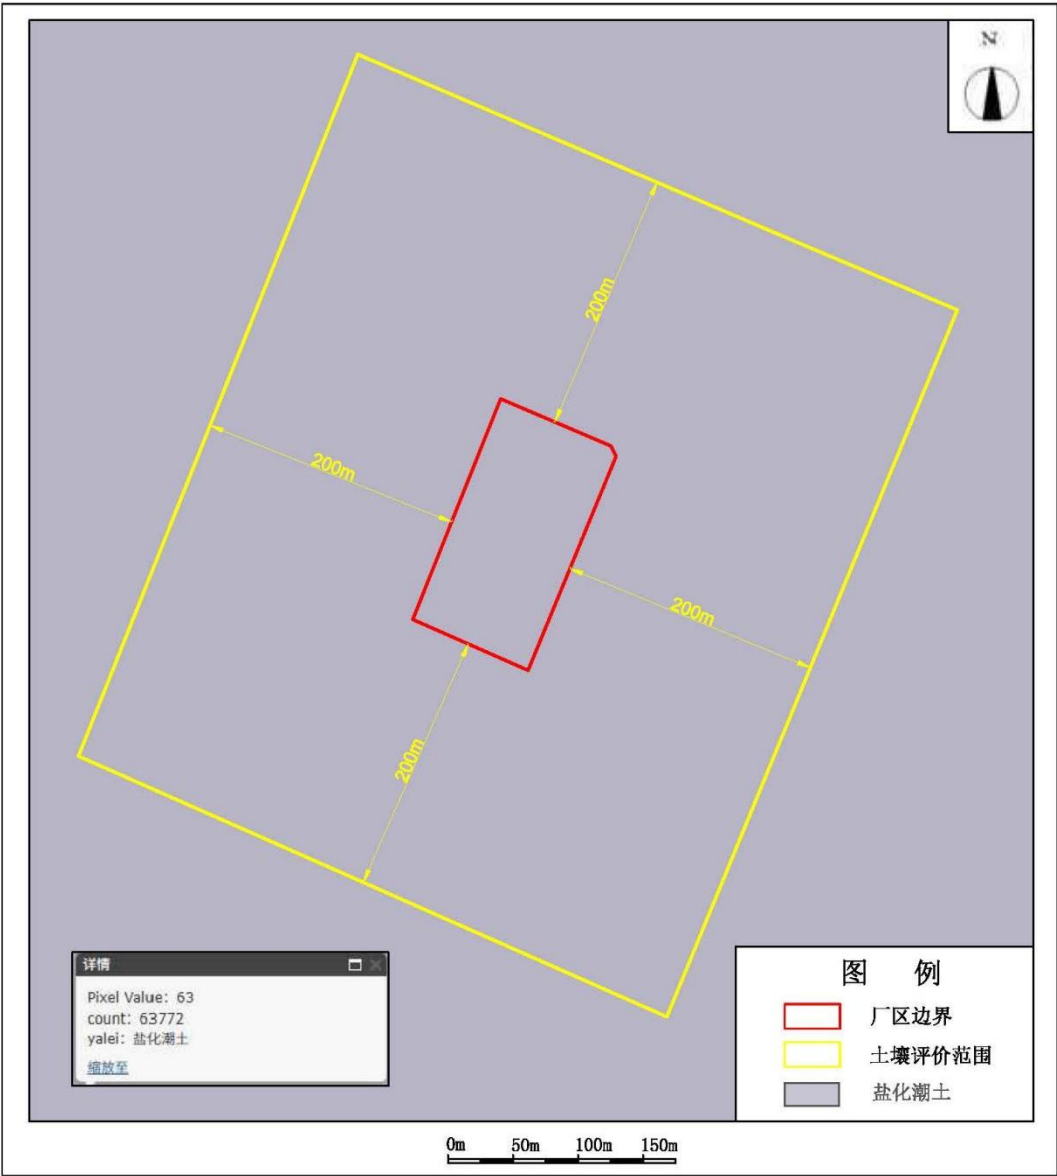 N
200m
200m
200m
200m
详情
Pixel Value: 63
count: 63772
yalei: 盐化潮土
缩放至
图 例
厂区边界
土壤评价范围
盐化潮土
0m 50m 100m 150m